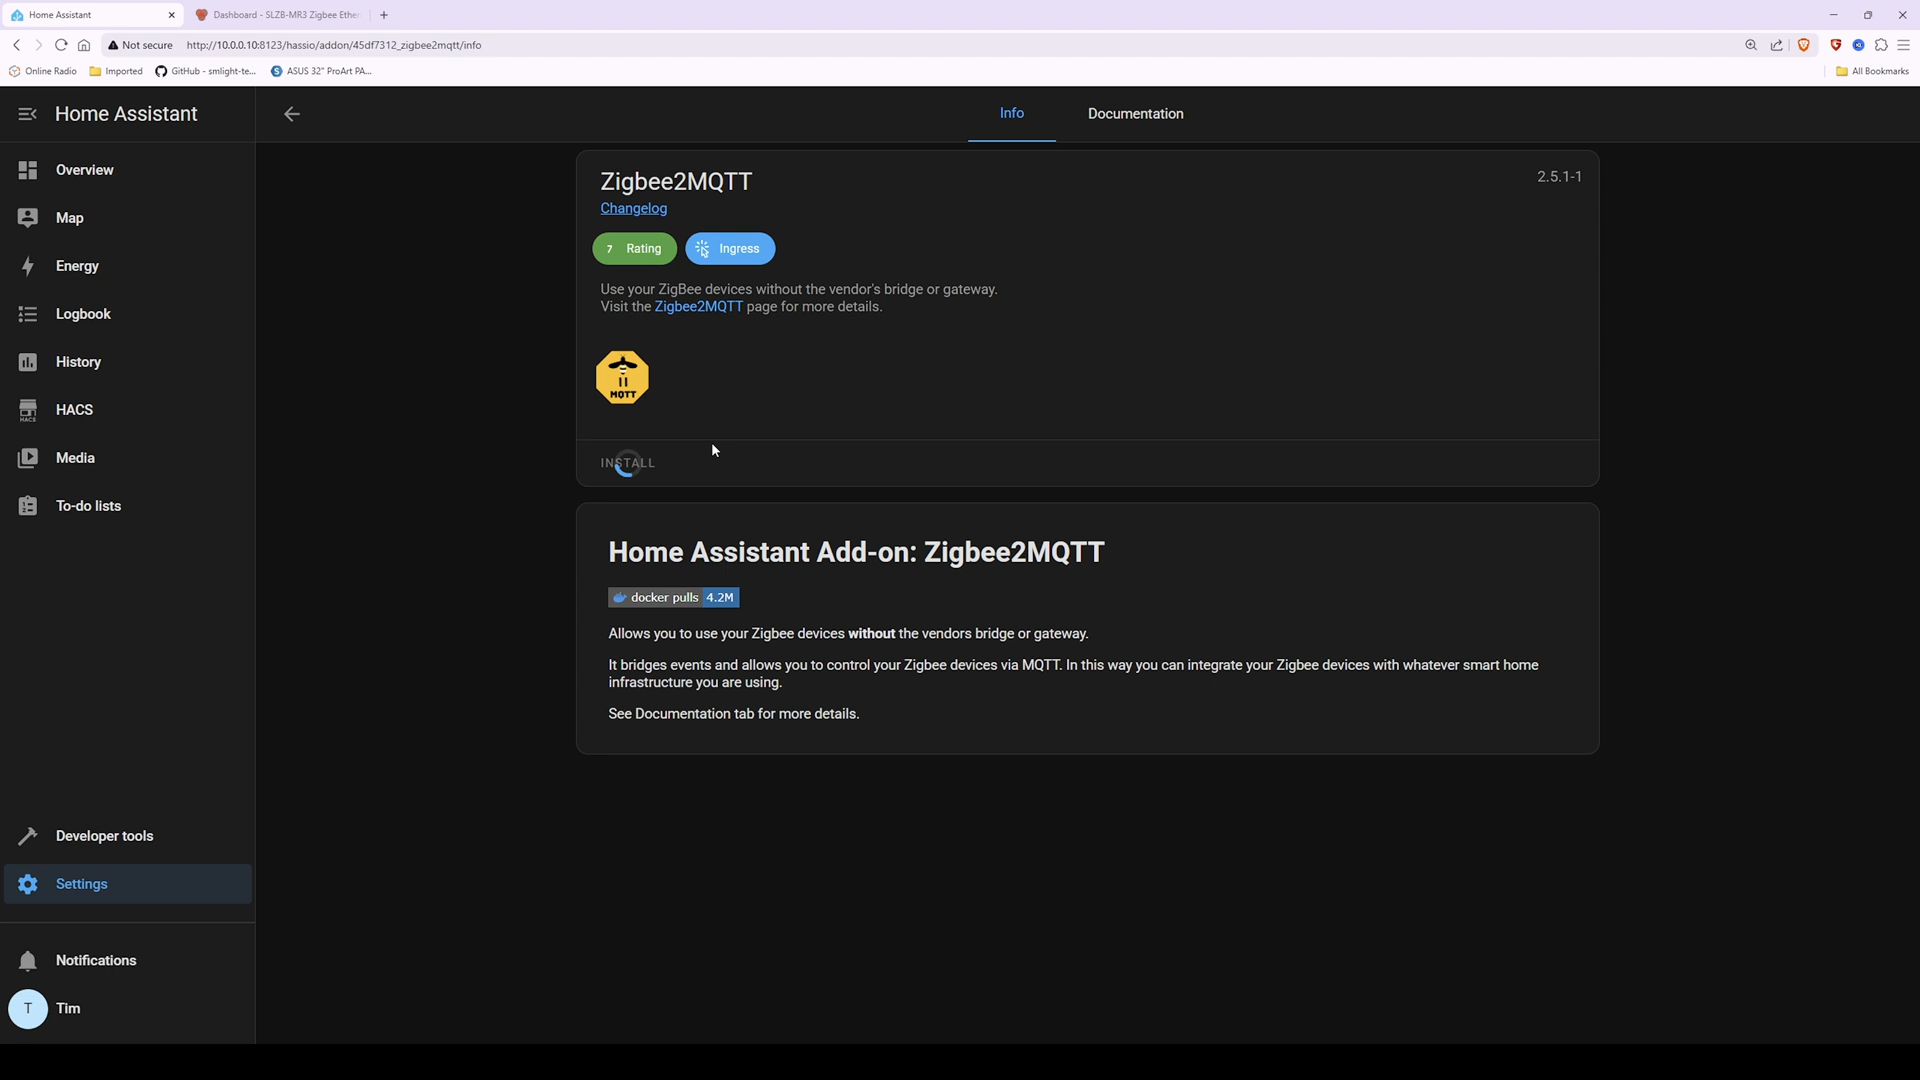 Home Assistant
Dashboard - SLZB-MR3 Zigbee Ether
Not secure
http://10.0.0.10:8123/hassio/addon/45df7312_zigbee2mqtt/info
Online Radio
Imported
GitHub - smlight-te...
ASUS 32" ProArt PA...
All Bookmarks
Home Assistant
Info
Documentation
Overview
Map
Energy
Logbook
History
HACS
HACS
Media
To-do lists
Developer tools
Settings
Notifications
T
Tim
Zigbee2MQTT
2.5.1-1
Changelog
7 Rating
Ingress
Use your ZigBee devices without the vendor's bridge or gateway.
Visit the Zigbee2MQTT page for more details.
MQTT
INSTALL
Home Assistant Add-on: Zigbee2MQTT
docker pulls 4.2M
Allows you to use your Zigbee devices without the vendors bridge or gateway.
It bridges events and allows you to control your Zigbee devices via MQTT. In this way you can integrate your Zigbee devices with whatever smart home
infrastructure you are using.
See Documentation tab for more details.